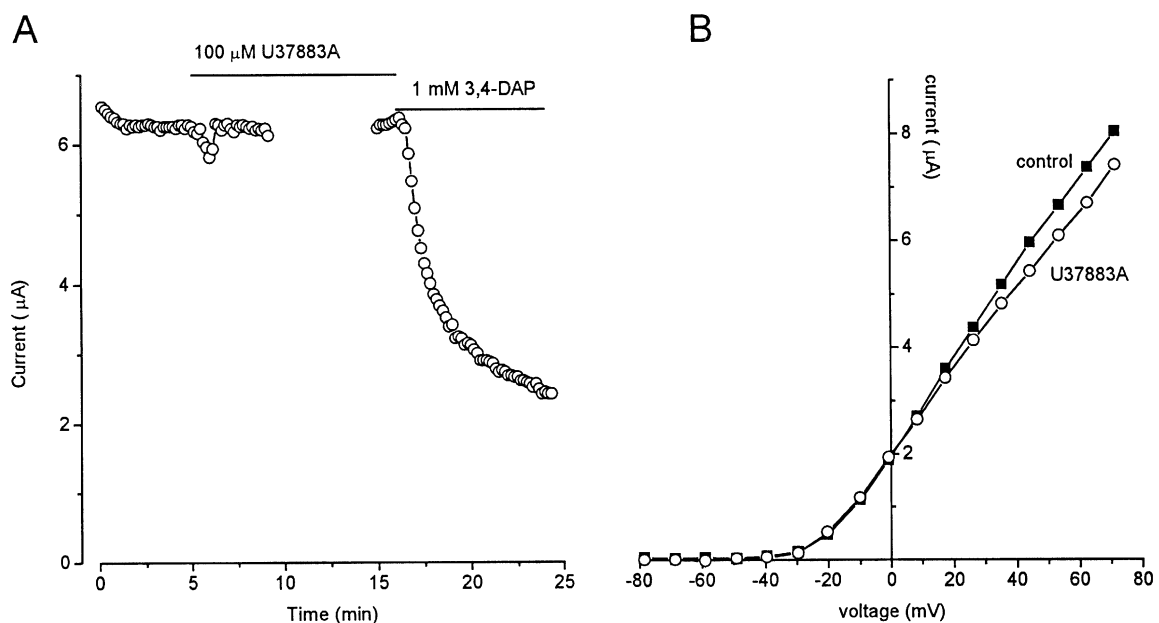 A
B
100 μM U37883A
1 mM 3,4-DAP
6
4
2
0
Current ( μA)
0
5
10
15
20
25
Time (min)
current ( μA)
8
6
4
2
control
U37883A
-80
-60
-40
-20
0
20
40
60
80
voltage (mV)